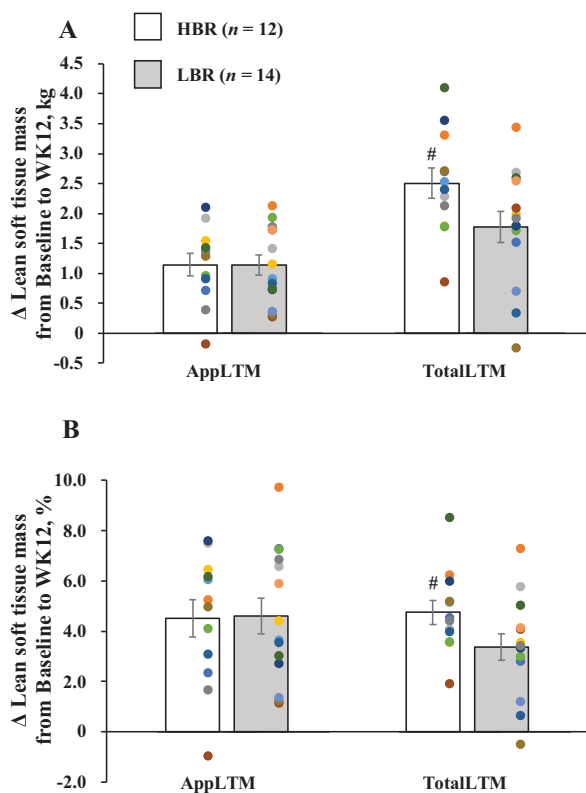 A
HBR (n = 12)
LBR (n = 14)
Δ Lean soft tissue mass
from Baseline to WK12, kg
4.5
4.0
3.5
3.0
2.5
2.0
1.5
1.0
0.5
0
-0.5
#
AppLTM
TotalLTM
B
Δ Lean soft tissue mass
from Baseline to WK12, %
10.0
8.0
6.0
4.0
2.0
0
-2.0
#
AppLTM
TotalLTM